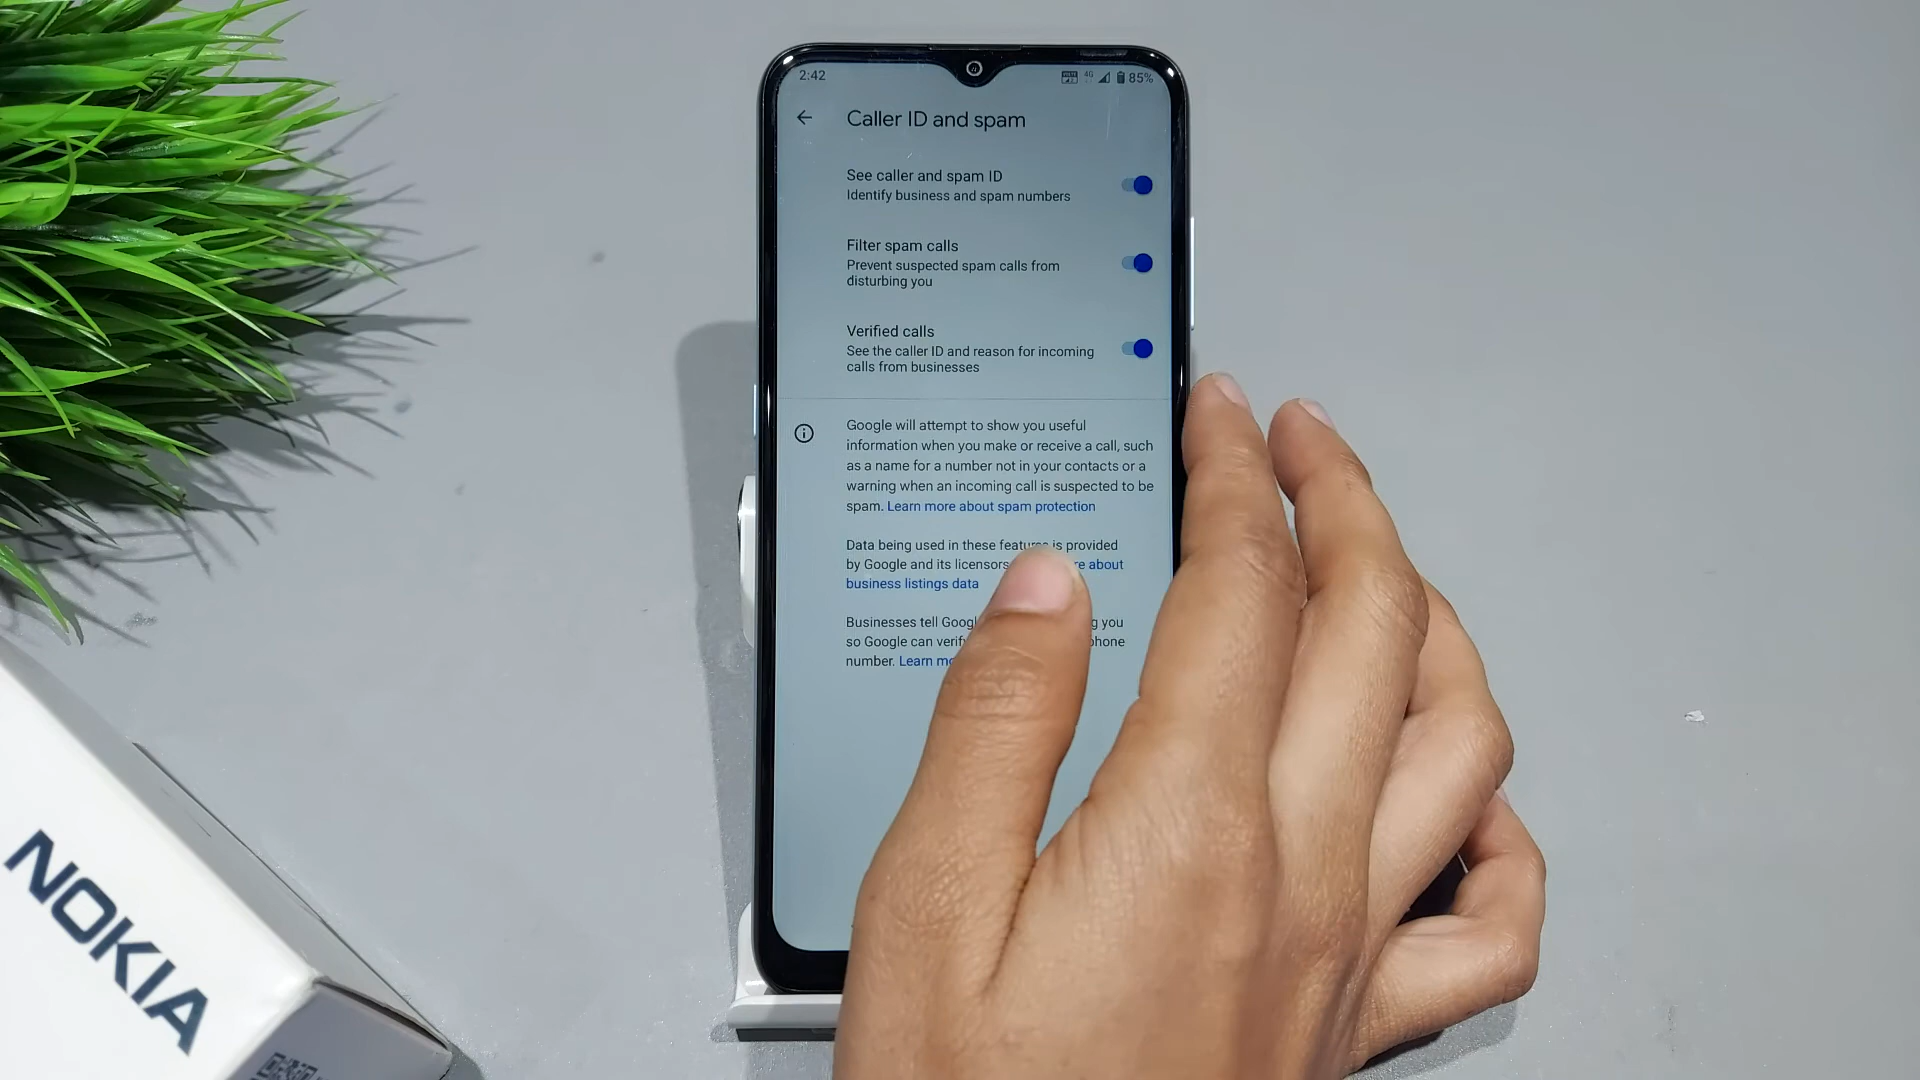 2:42
4G
85%
Caller ID and spam
See caller and spam ID
Identify business and spam numbers
Filter spam calls
Prevent suspected spam calls from
disturbing you
Verified calls
See the caller ID and reason for incoming
calls from businesses
Google will attempt to show you useful
information when you make or receive a call, such
as a name for a number not in your contacts or a
warning when an incoming call is suspected to be
spam. Learn more about spam protection
Data being used in these features is provided
by Google and its licensors about
business listings data
Businesses tell you
so Google can phone
number. Learn
NOKIA